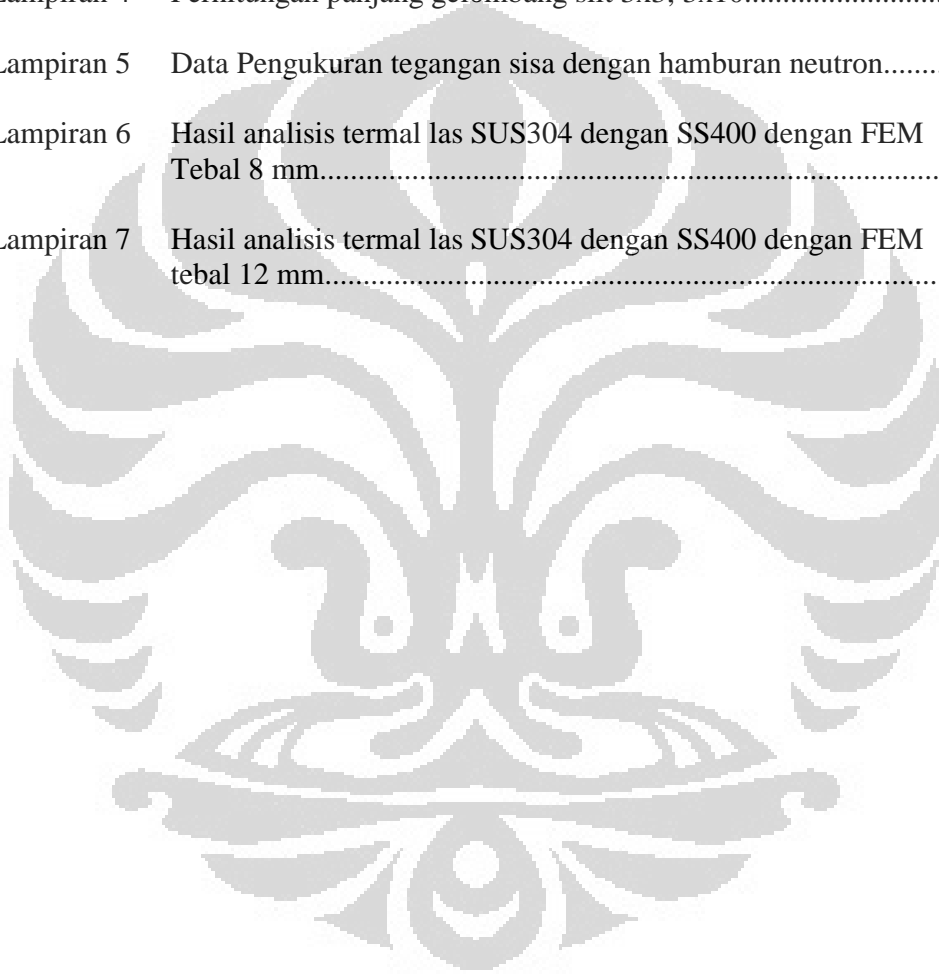 Lampiran 5 Data Pengukuran tegangan sisa dengan hamburan neutron.......
Lampiran 6 Hasil analisis termal las SUS304 dengan SS400 dengan FEM
Tebal 8 mm................................................................................
Lampiran 7 Hasil analisis termal las SUS304 dengan SS400 dengan FEM
tebal 12 mm..............................................................................